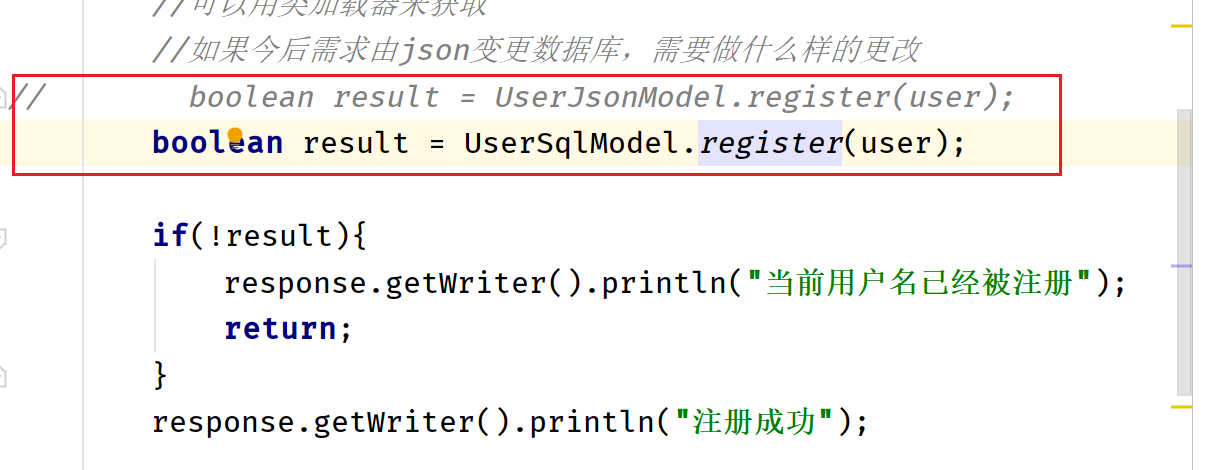 //可以用类加载器来获取
//如果今后需求由json变更数据库，需要做什么样的更改
// boolean result = UserJsonModel.register(user);
boolean result = UserSqlModel.register(user);
if(!result){
response.getWriter().println("当前用户名已经被注册");
return;
}
response.getWriter().println("注册成功");